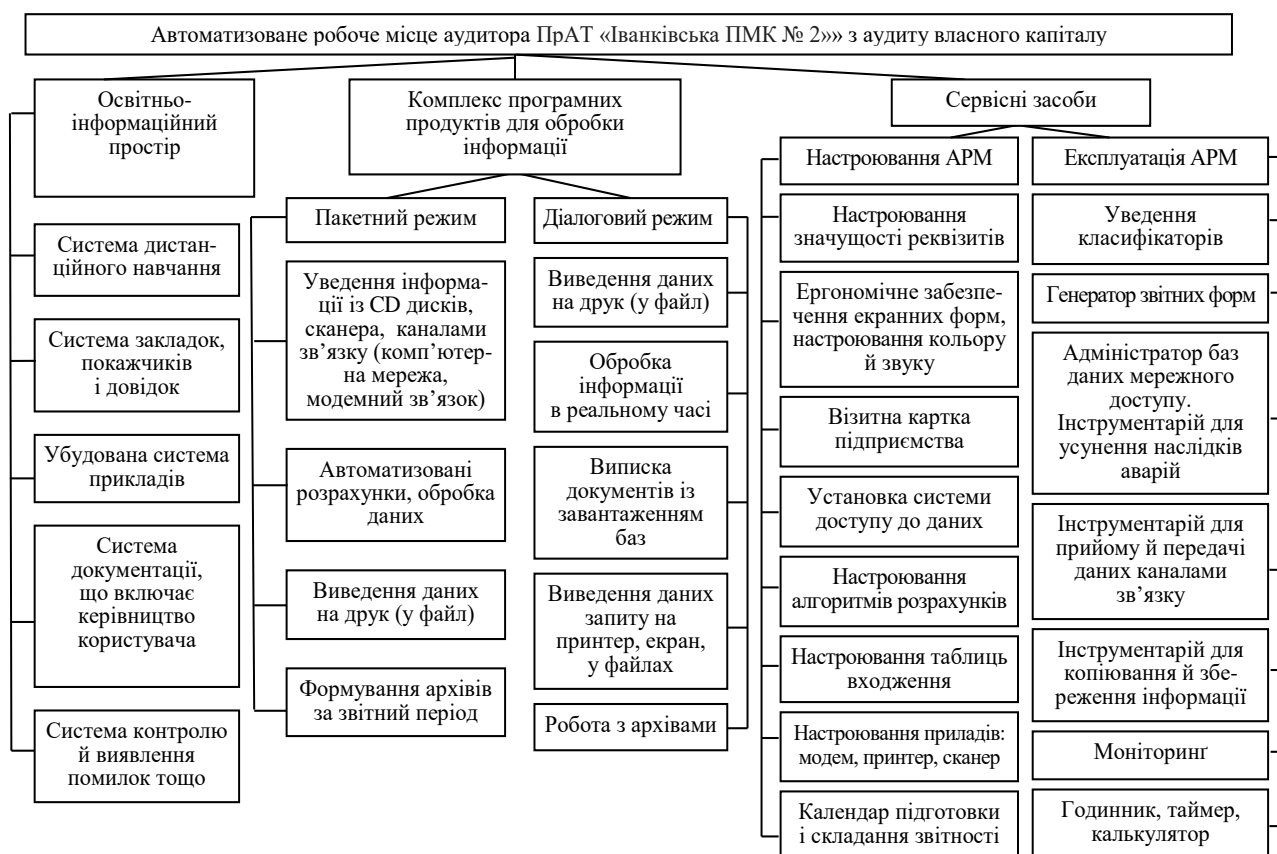 Автоматизоване робоче місце аудитора ПрАТ «Іванківська ПМК № 2»» з аудиту власного капіталу
Освітньо-
інформаційний
простір
Система дистан-
ційного навчання
Система закладок,
покажчиків
і довідок
Убудована система
прикладів
Система
документації,
що включає
керівництво
користувача
Система контролю
й виявлення
помилок тощо
Комплекс програмних
продуктів для обробки
інформації
Пакетний режим
Уведення інформа-
ції із CD дисків,
сканера, каналами
зв’язку (комп’ютер-
на мережа,
модемний зв’язок)
Автоматизовані
розрахунки, обробка
даних
Виведення даних
на друк (у файл)
Формування архівів
за звітний період
Діалоговий режим
Виведення даних
на друк (у файл)
Обробка
інформації
в реальному часі
Виписка
документів із
завантаженням
баз
Виведення даних
запиту на
принтер, екран,
у файлах
Робота з архівами
Сервісні засоби
Настроювання АРМ
Настроювання
значущості реквізитів
Ергономічне забезпе-
чення екранних форм,
настроювання кольору
й звуку
Візитна картка
підприємства
Установка системи
доступу до даних
Настроювання
алгоритмів розрахунків
Настроювання таблиць
входження
Настроювання приладів:
модем, принтер, сканер
Календар підготовки
і складання звітності
Експлуатація АРМ
Уведення
класифікаторів
Генератор звітних форм
Адміністратор баз
даних мережного
доступу.
Інструментарій для
усунення наслідків
аварій
Інструментарій для
прийому й передачі
даних каналами
зв’язку
Інструментарій для
копіювання й збе-
реження інформації
Моніторинґ
Годинник, таймер,
калькулятор